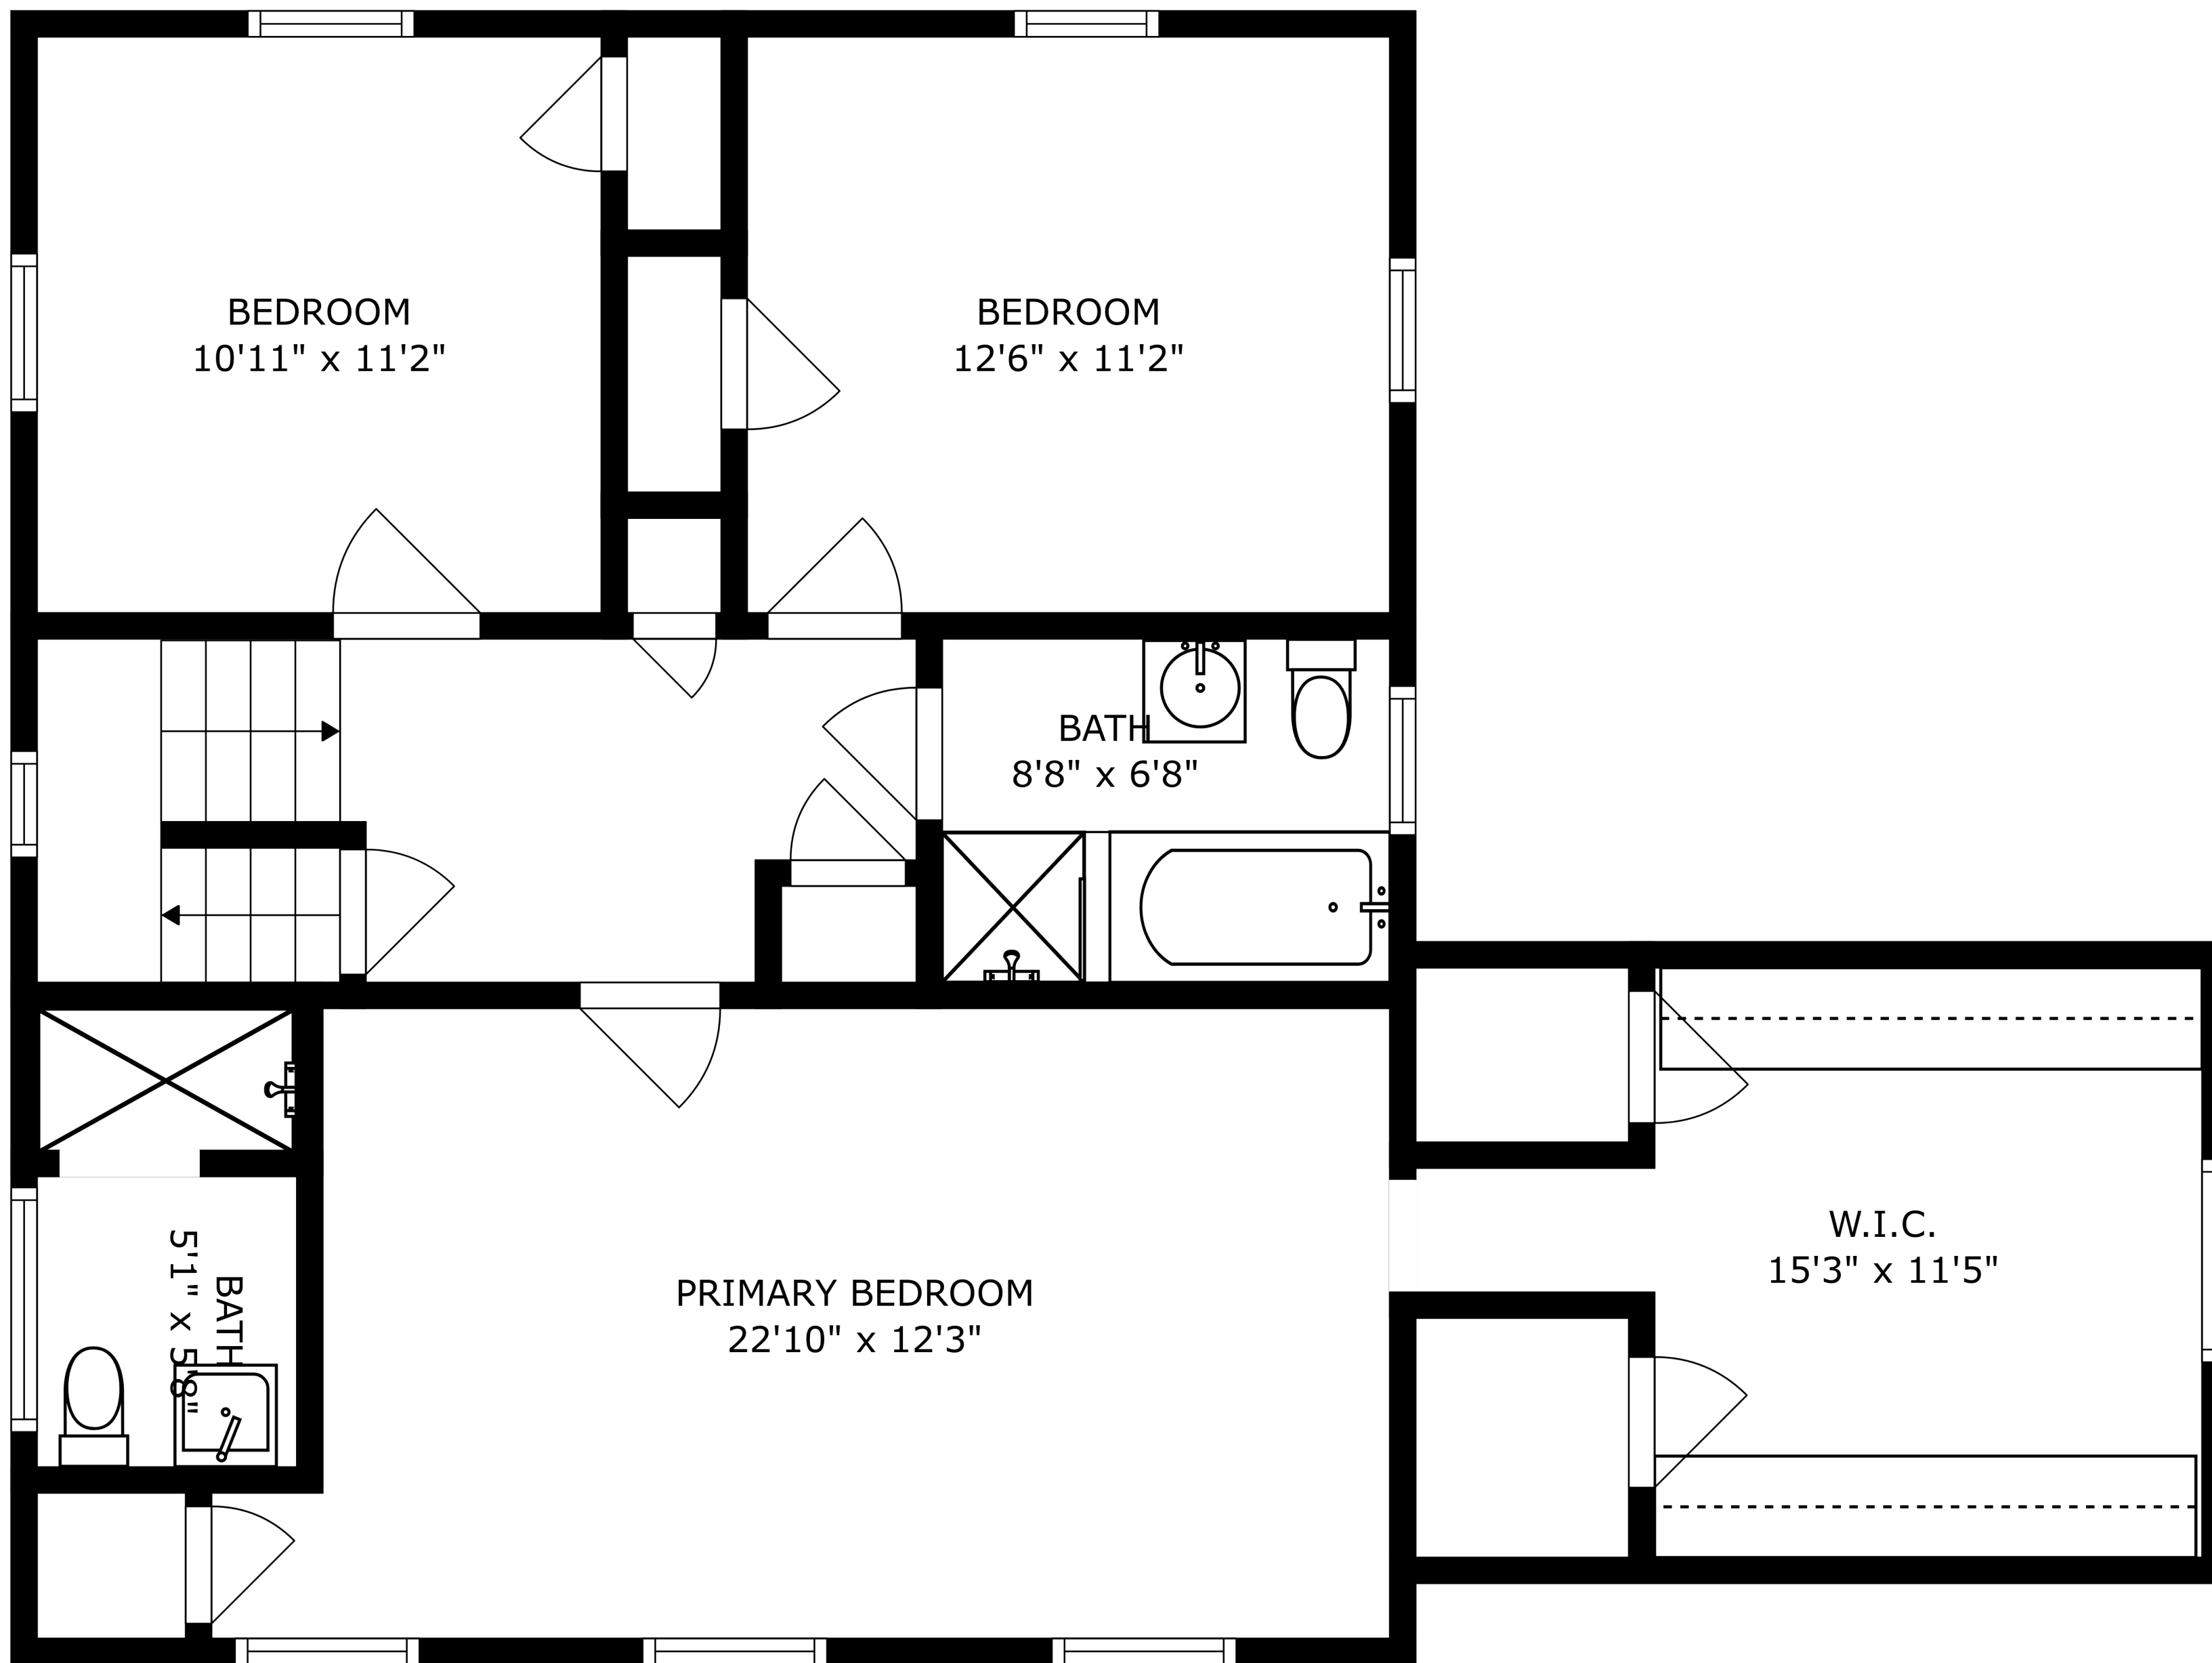 BEDROOM
10'11" x 11'2"
BEDROOM
12'6" x 11'2"
BATH
8'8" x 6'8"
W.I.C.
15'3" x 11'5"
PRIMARY BEDROOM
22'10" x 12'3"
BATH
5'1" x 5'8"